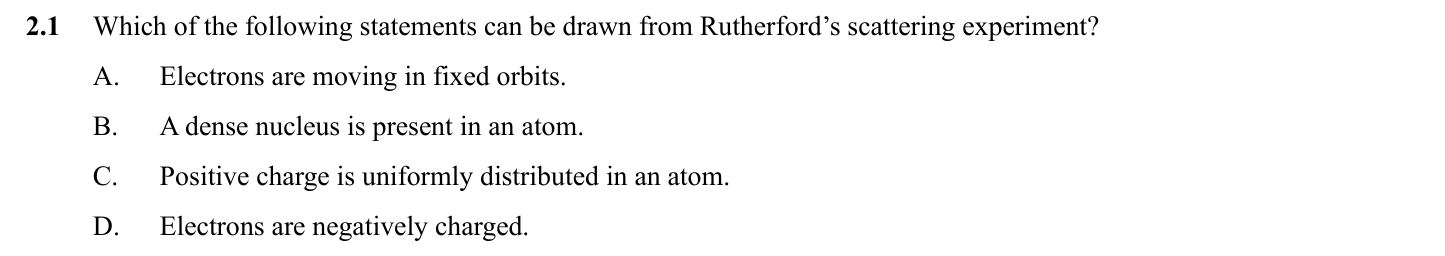 2.1 Which of the following statements can be drawn from Rutherford’s scattering experiment?
A. Electrons are moving in fixed orbits.
B. A dense nucleus is present in an atom.
C. Positive charge is uniformly distributed in an atom.
D. Electrons are negatively charged.